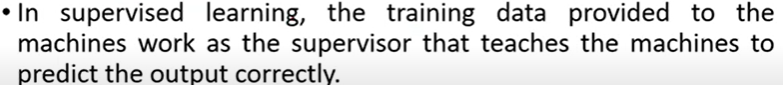 • In supervised learning, the training data provided to the
machines work as the supervisor that teaches the machines to
predict the output correctly.